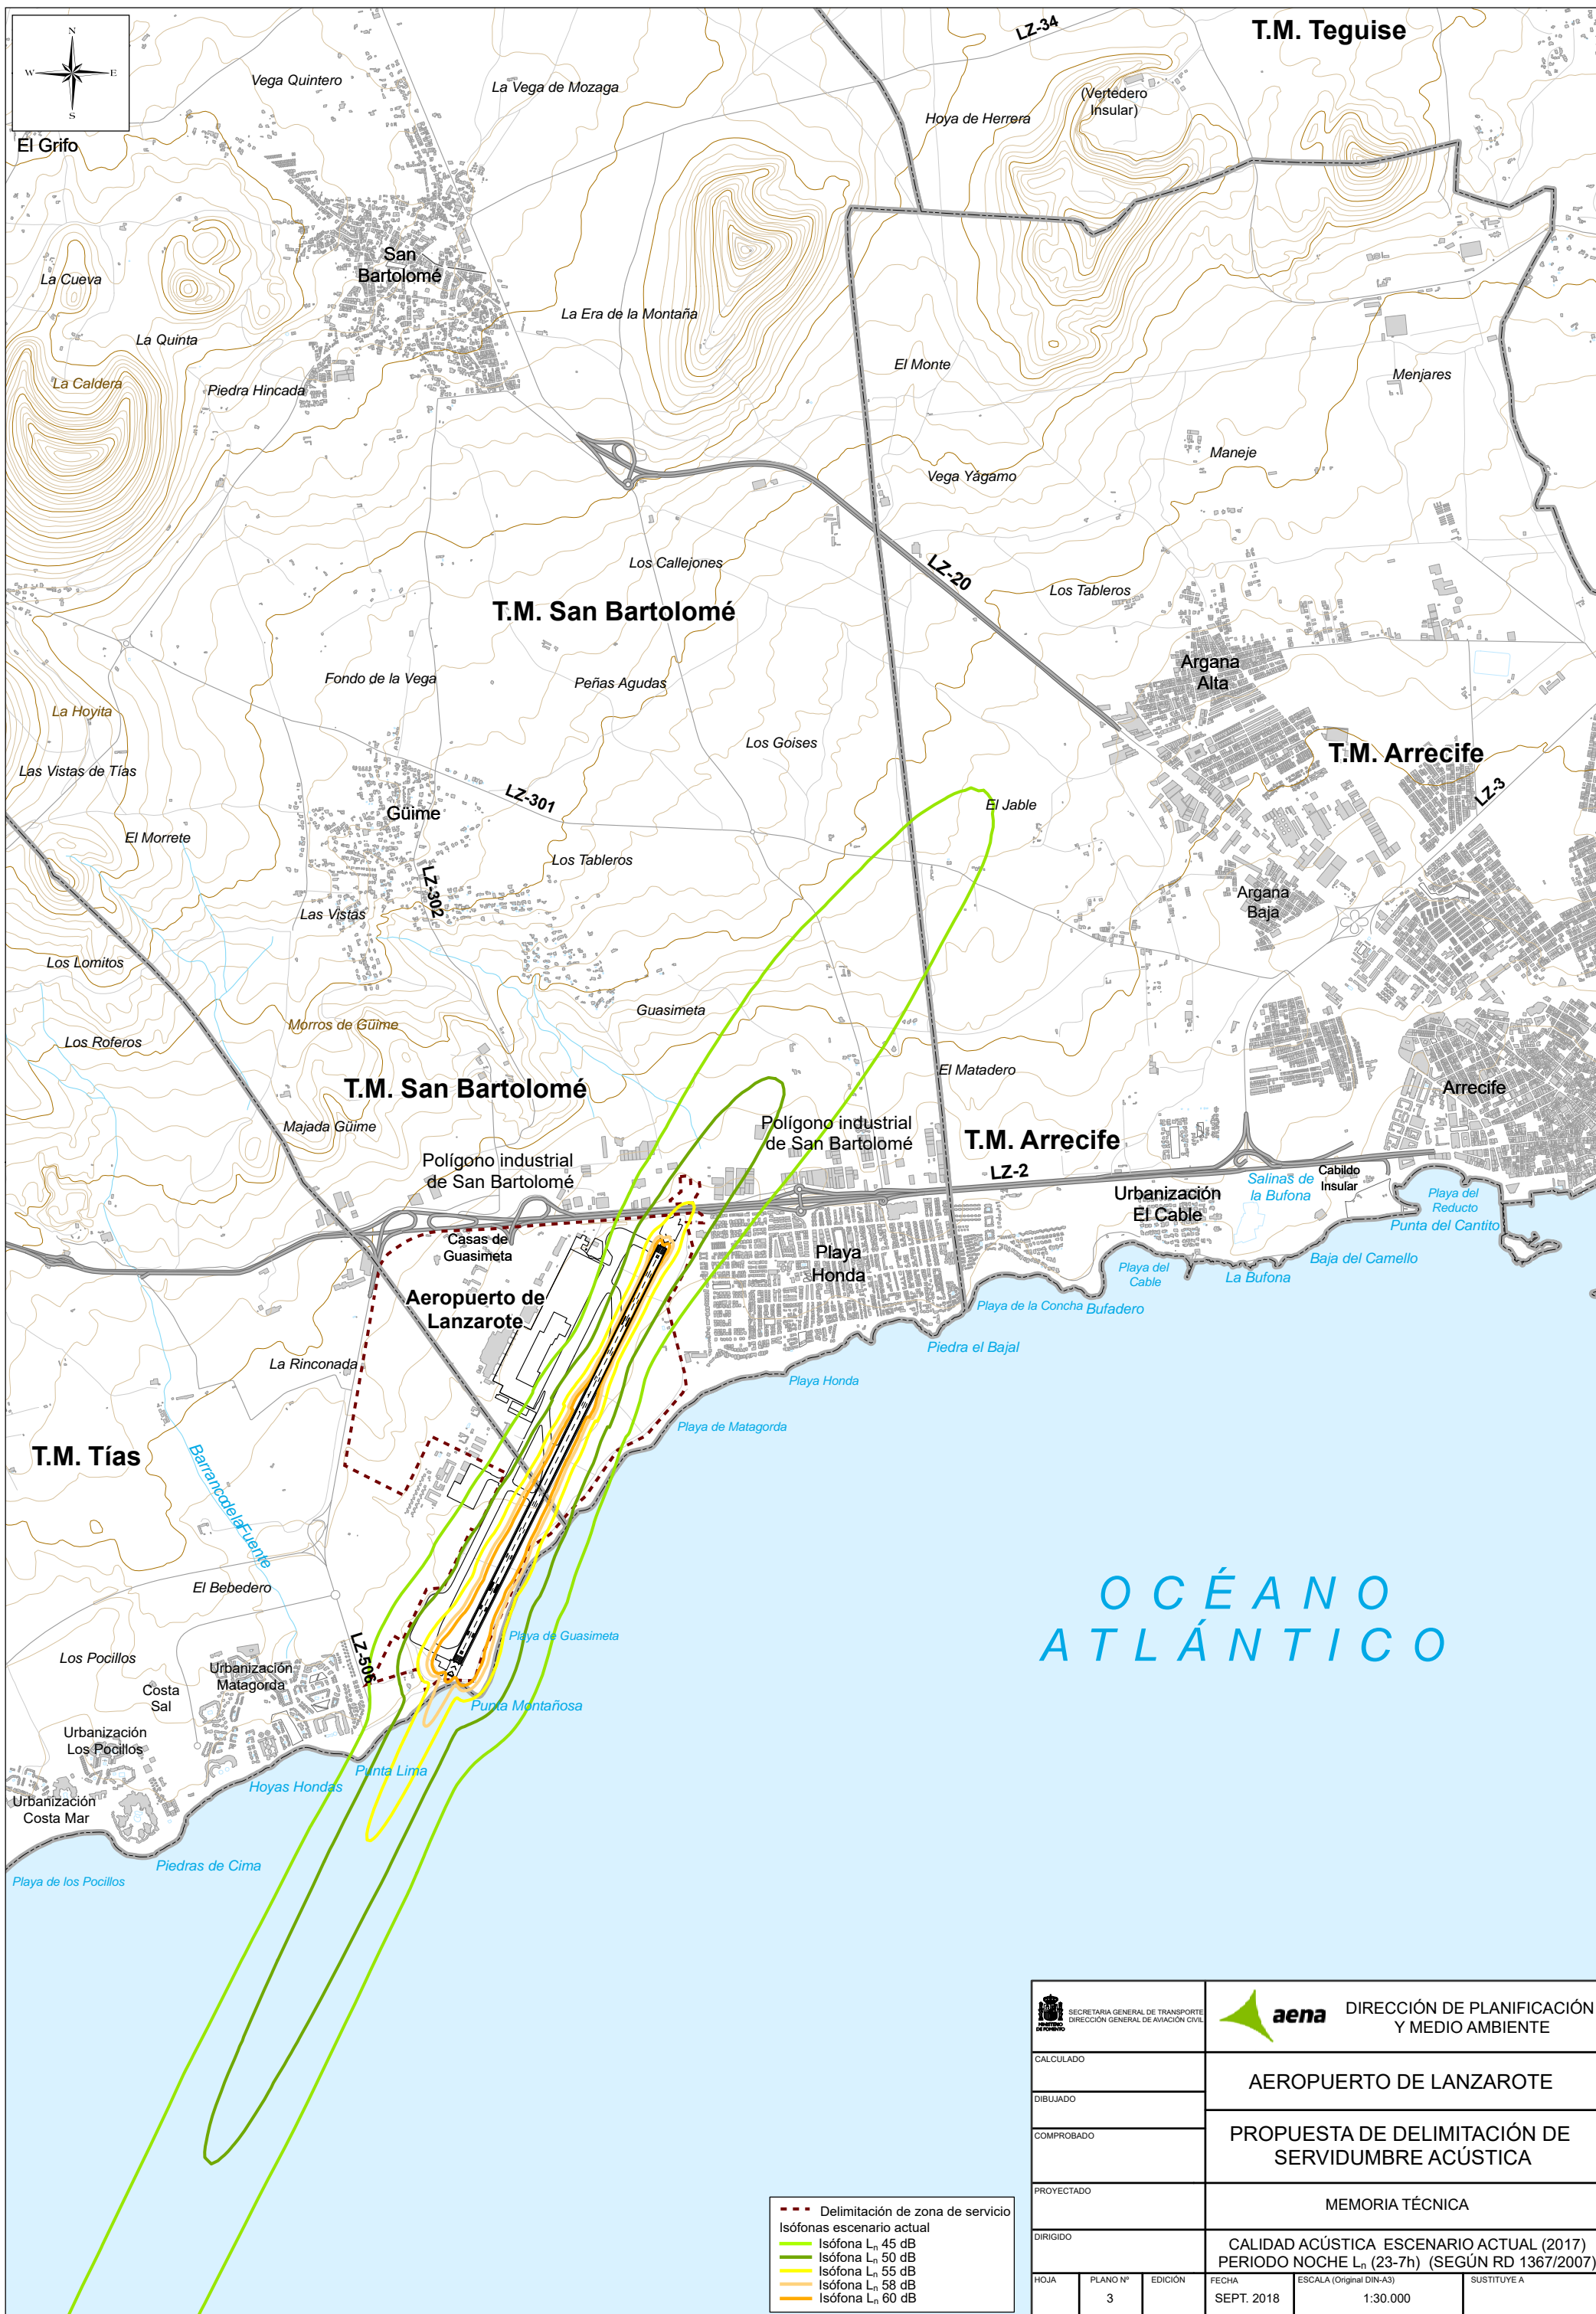 N
W
E
S
El Grifo
Vega Quintero
La Vega de Mozaga
LZ-34
T.M. Teguise
(Vertedero
Insular)
Hoya de Herrera
San
Bartolomé
La Cueva
La Era de la Montaña
La Quinta
La Caldera
Piedra Hincada
El Monte
Menjares
Maneje
Vega Yágamo
Los Callejones
LZ-20
Los Tableros
T.M. San Bartolomé
Argana
Alta
Fondo de la Vega
Peñas Agudas
La Hoyita
Los Goises
T.M. Arrecife
Las Vistas de Tías
LZ-301
LZ-3
Güime
El Jable
El Morrete
Los Tableros
LZ-302
Argana
Baja
Las Vistas
Los Lomitos
Guasimeta
Morros de Güime
Los Roferos
El Matadero
T.M. San Bartolomé
Arrecife
Majada Güime
Polígono industrial
de San Bartolomé
T.M. Arrecife
Polígono industrial
de San Bartolomé
LZ-2
Cabildo
Insular
Salinas de
la Bufona
Urbanización
El Cable
Playa del
Reducto
Punta del Cantito
Casas de
Guasimeta
Playa
Honda
Baja del Camello
Playa del
Cable
La Bufona
Aeropuerto de
Lanzarote
Playa de la Concha
Bufadero
Piedra el Bajal
La Rinconada
Playa Honda
Playa de Matagorda
T.M. Tías
Barranco de la Fuente
El Bebedero
OCÉANO
ATLÁNTICO
Playa de Guasimeta
LZ-506
Los Pocillos
Urbanización
Matagorda
Costa
Sal
Punta Montañosa
Urbanización
Los Pocillos
Punta Lima
Hoyas Hondas
Urbanización
Costa Mar
Piedras de Cima
Playa de los Pocillos
Delimitación de zona de servicio
Isófonas escenario actual
Isófona Ln 45 dB
Isófona Ln 50 dB
Isófona Ln 55 dB
Isófona Ln 58 dB
Isófona Ln 60 dB
MINISTERIO
DE FOMENTO
SECRETARIA GENERAL DE TRANSPORTE
DIRECCIÓN GENERAL DE AVIACIÓN CIVIL
aena
DIRECCIÓN DE PLANIFICACIÓN
Y MEDIO AMBIENTE
CALCULADO
AEROPUERTO DE LANZAROTE
DIBUJADO
COMPROBADO
PROPUESTA DE DELIMITACIÓN DE
SERVIDUMBRE ACÚSTICA
PROYECTADO
MEMORIA TÉCNICA
DIRIGIDO
CALIDAD ACÚSTICA ESCENARIO ACTUAL (2017)
PERIODO NOCHE Ln (23-7h) (SEGÚN RD 1367/2007)
HOJA
PLANO Nº
3
EDICIÓN
FECHA
SEPT. 2018
ESCALA (Original DIN-A3)
1:30.000
SUSTITUYE A